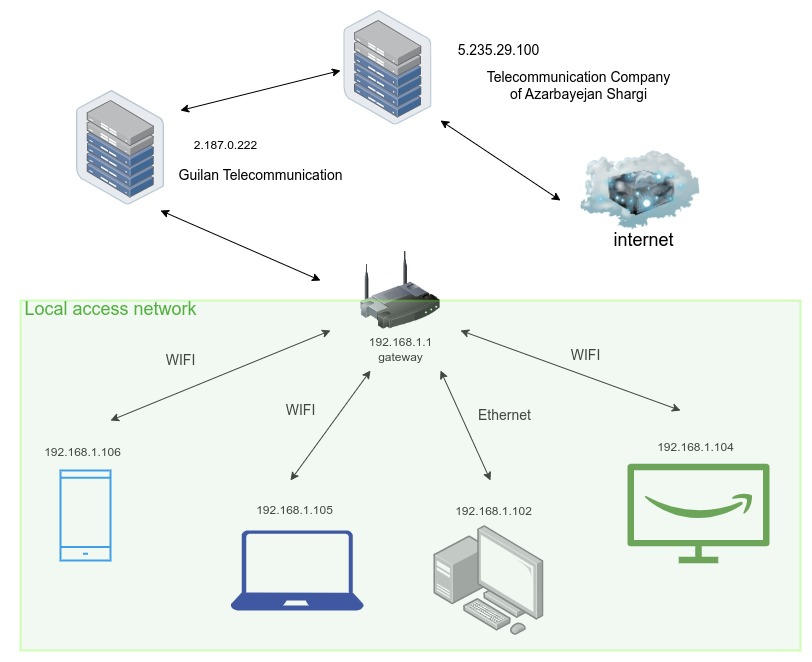 5.235.29.100
Telecommunication Company
of Azarbayejan Shargi
2.187.0.222
Guilan Telecommunication
internet
Local access network
192.168.1.1
gateway
WIFI
WIFI
Ethernet
WIFI
192.168.1.106
192.168.1.105
192.168.1.102
192.168.1.104